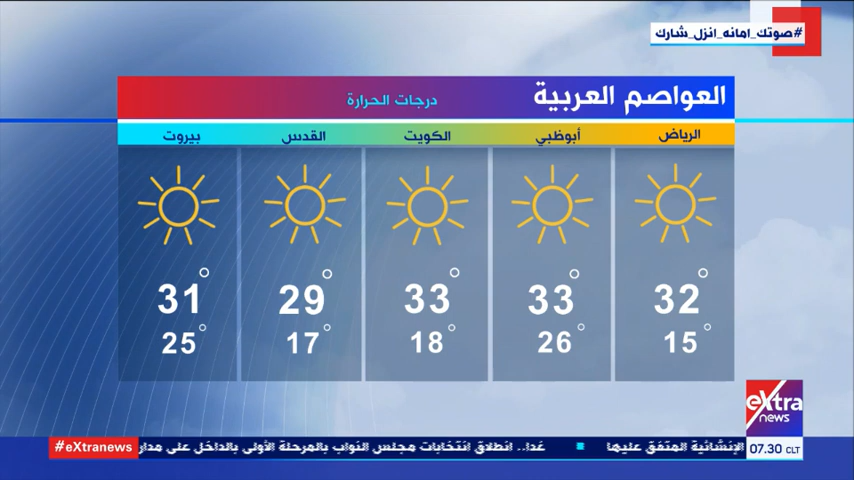 #صوتك_امانه_انزل_شارك
العواصم العربية
درجات الحرارة
الرياض أبوظبي الكويت القدس بيروت
32° 33° 33° 29° 31°
15° 26° 18° 17° 25°
eXtra
news
07.30 CLT
الإنشائية المتفق عليها ■ غدا.. انطلاق انتخابات مجلس النواب بالمرحلة الأولى بالداخل على مدار
#eXtranews